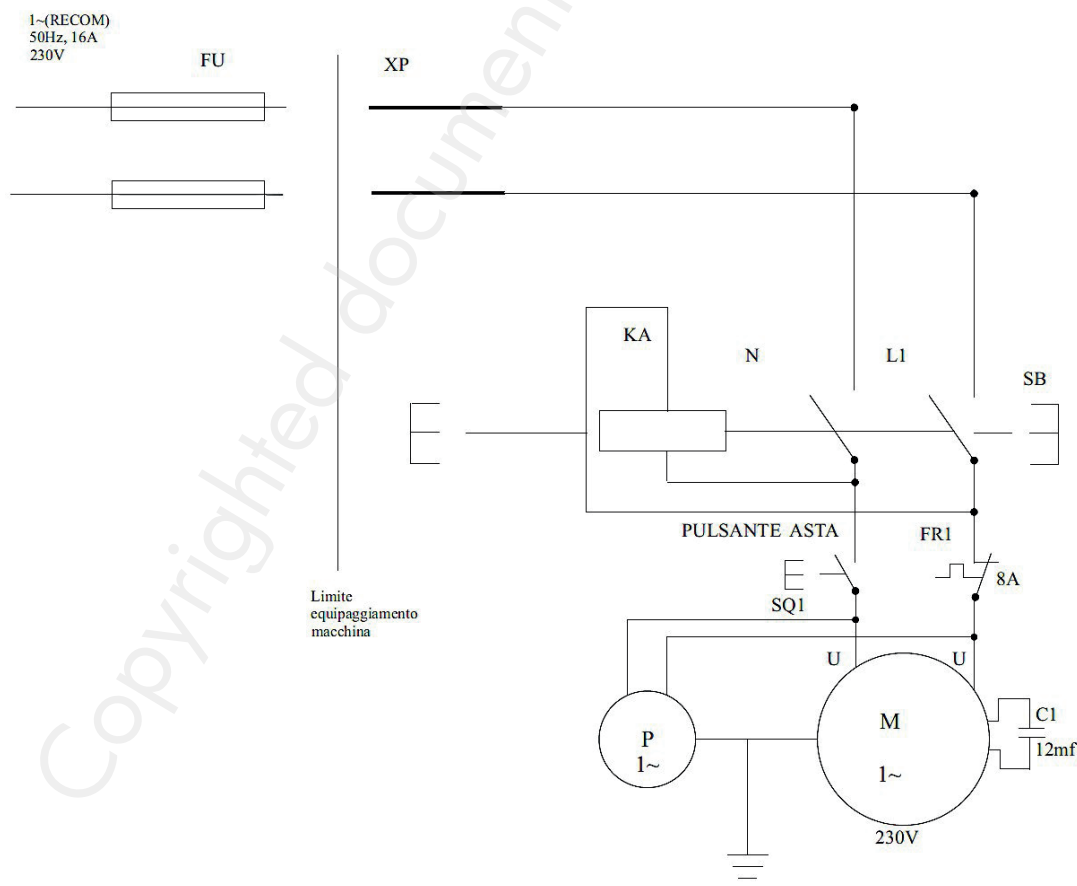 1~(RECOM)
50Hz, 16A
230V
FU
XP
KA
N
L1
SB
PULSANTE ASTA
FR1
8A
SQ1
Limite
equipaggiamento
macchina
U
U
P
1~
M
1~
C1
12mf
230V
Copyrighted documen